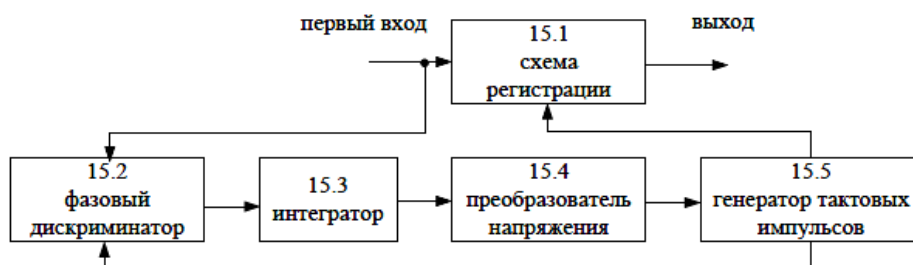 первый вход
15.1
схема
регистрации
выход
15.2
фазовый
дискриминатор
15.3
интегратор
15.4
преобразователь
напряжения
15.5
генератор тактовых
импульсов